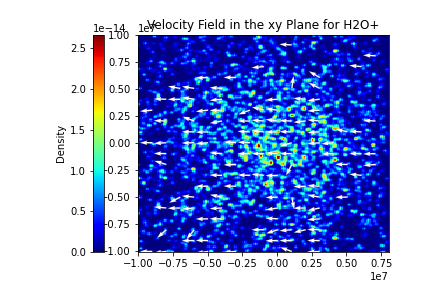 Velocity Field in the xy Plane for H2O+
1e−14
1e7
2.5
2.0
1.5
1.0
0.5
0.0
Density
1.00
0.75
0.50
0.25
0.00
−0.25
−0.50
−0.75
−1.00
−1.00 −0.75 −0.50 −0.25 0.00 0.25 0.50 0.75
1e7